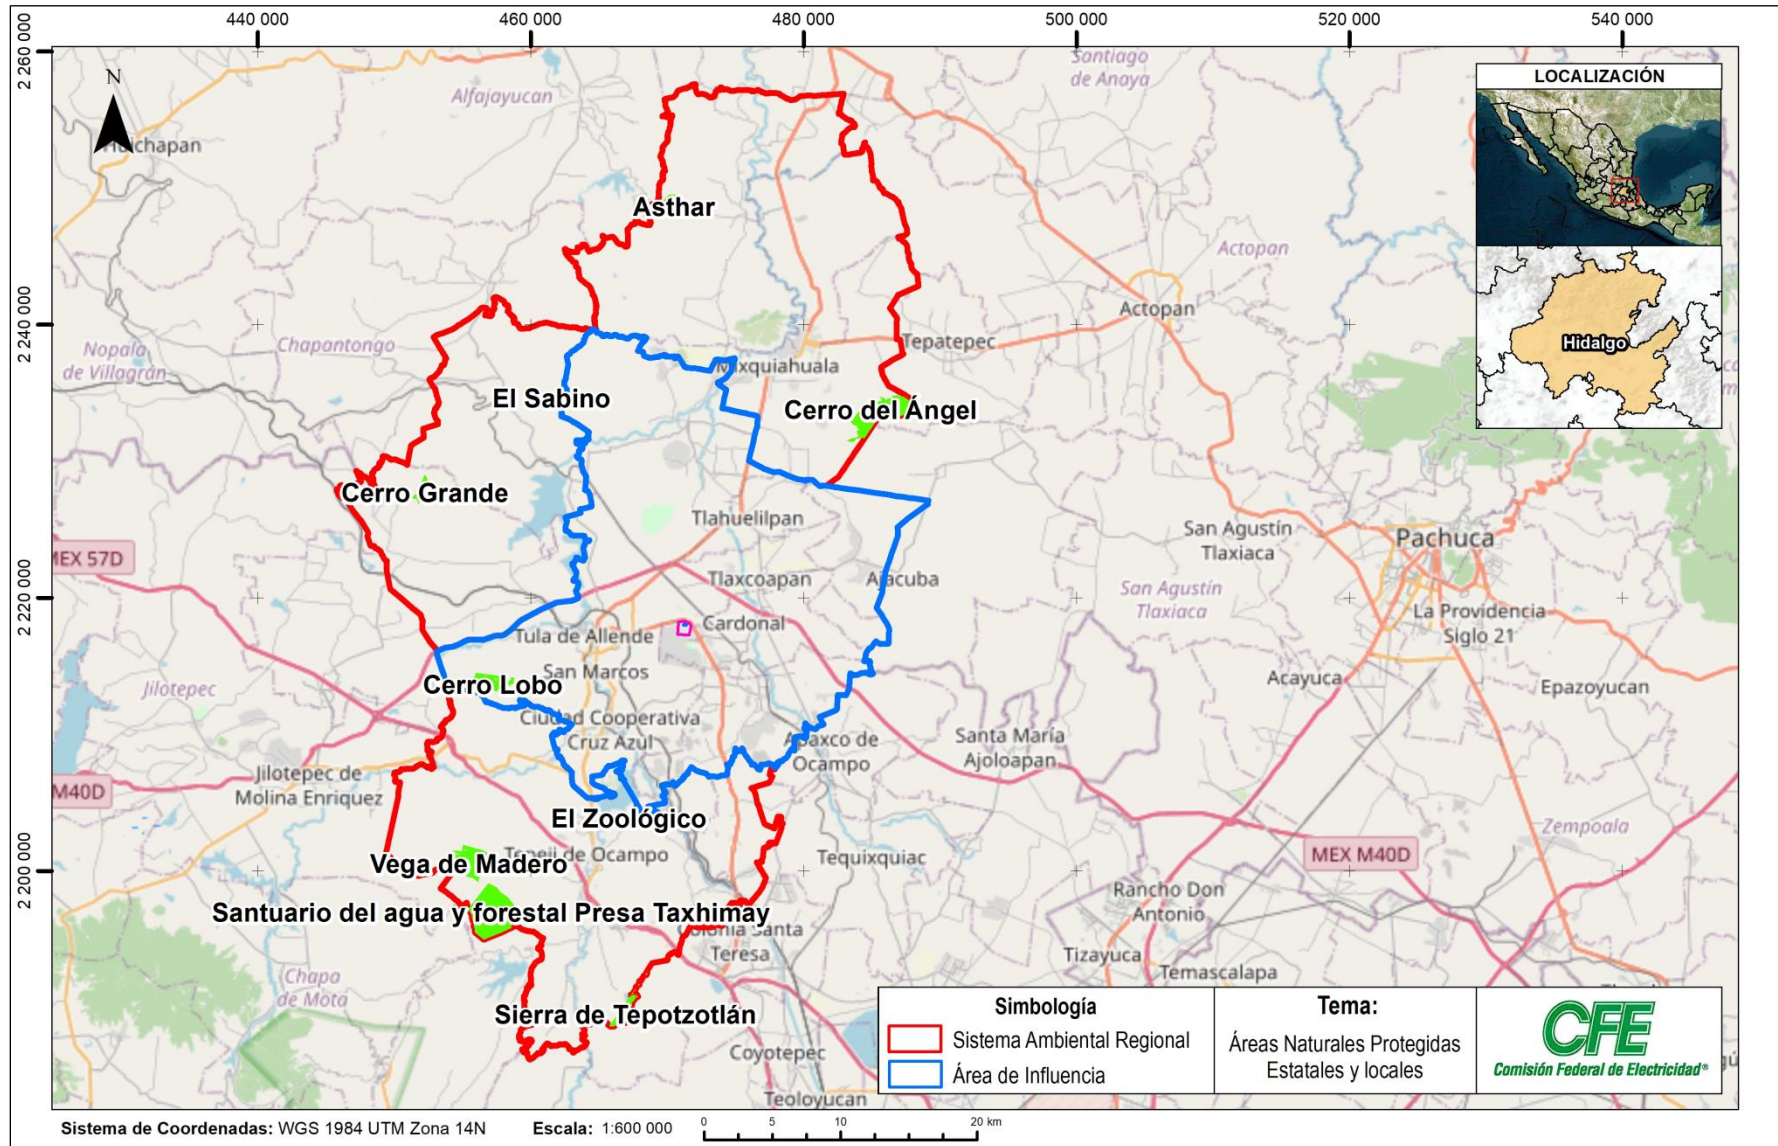 440 000
460 000
480 000
500 000
520 000
540 000
2 260 000
2 240 000
2 220 000
2 200 000
N
Santiago
de Anaya
Alfajayucan
Asthar
Actopan
Actopan
Chapantongo
Nopala
de Villagrán
Tepatepec
Mixquiahuala
El Sabino
Cerro del Ángel
Cerro Grande
Tlahuelilpan
San Agustín
Tlaxiaca
Pachuca
MEX 57D
Tlaxcoapan
Ajacuba
San Agustín
Tlaxiaca
La Providencia
Siglo 21
Cardonal
Tula de Allende
San Marcos
Cerro Lobo
Jilotepec
Acayuca
Epazoyucan
Ciudad Cooperativa
Cruz Azul
Apaxco de
Ocampo
Santa María
Ajoloapan
Jilotepec de
Molina Enriquez
M40D
El Zoológico
Zempoala
Vega de Madero
Tepeji de Ocampo
Tequixquiac
MEX M40D
Rancho Don
Antonio
Santuario del agua y forestal Presa Taxhimay
Colonia Santa
Teresa
Tizayuca
Temascalapa
Chapa
de Mota
Sierra de Tepotzotlán
Coyotepec
Teoloyucan
LOCALIZACIÓN
Hidalgo
Simbología
Sistema Ambiental Regional
Área de Influencia
Tema:
Áreas Naturales Protegidas
Estatales y locales
CFE
Comisión Federal de Electricidad®
Sistema de Coordenadas: WGS 1984 UTM Zona 14N
Escala: 1:600 000
0 5 10 20 km